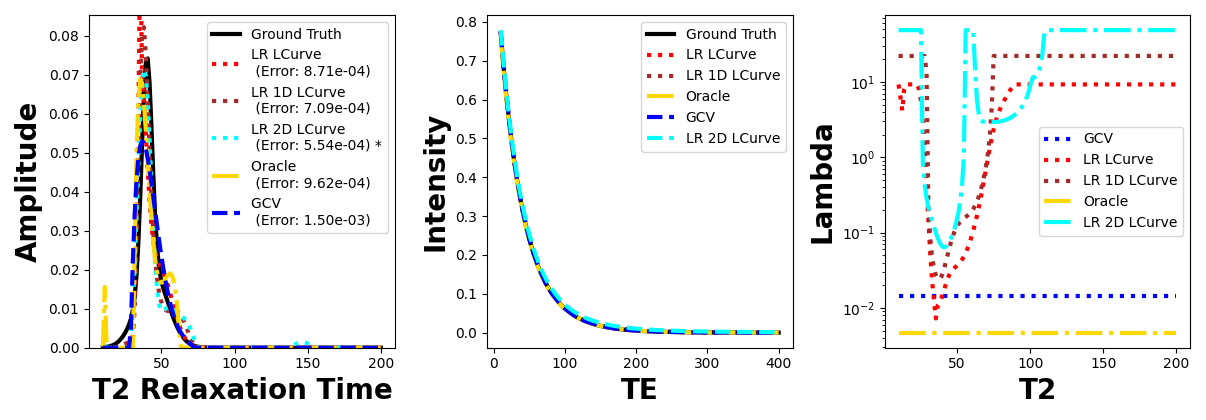 Amplitude
0.08
0.07
0.06
0.05
0.04
0.03
0.02
0.01
0.00
50
100
150
200
T2 Relaxation Time
Ground Truth
LR LCurve
(Error: 8.71e-04)
LR 1D LCurve
(Error: 7.09e-04)
LR 2D LCurve
(Error: 5.54e-04) *
Oracle
(Error: 9.62e-04)
GCV
(Error: 1.50e-03)
Intensity
0.8
0.7
0.6
0.5
0.4
0.3
0.2
0.1
0.0
0
100
200
300
400
TE
Ground Truth
LR LCurve
LR 1D LCurve
Oracle
GCV
LR 2D LCurve
Lambda
10¹
10⁰
10⁻¹
10⁻²
50
100
150
200
T2
GCV
LR LCurve
LR 1D LCurve
Oracle
LR 2D LCurve